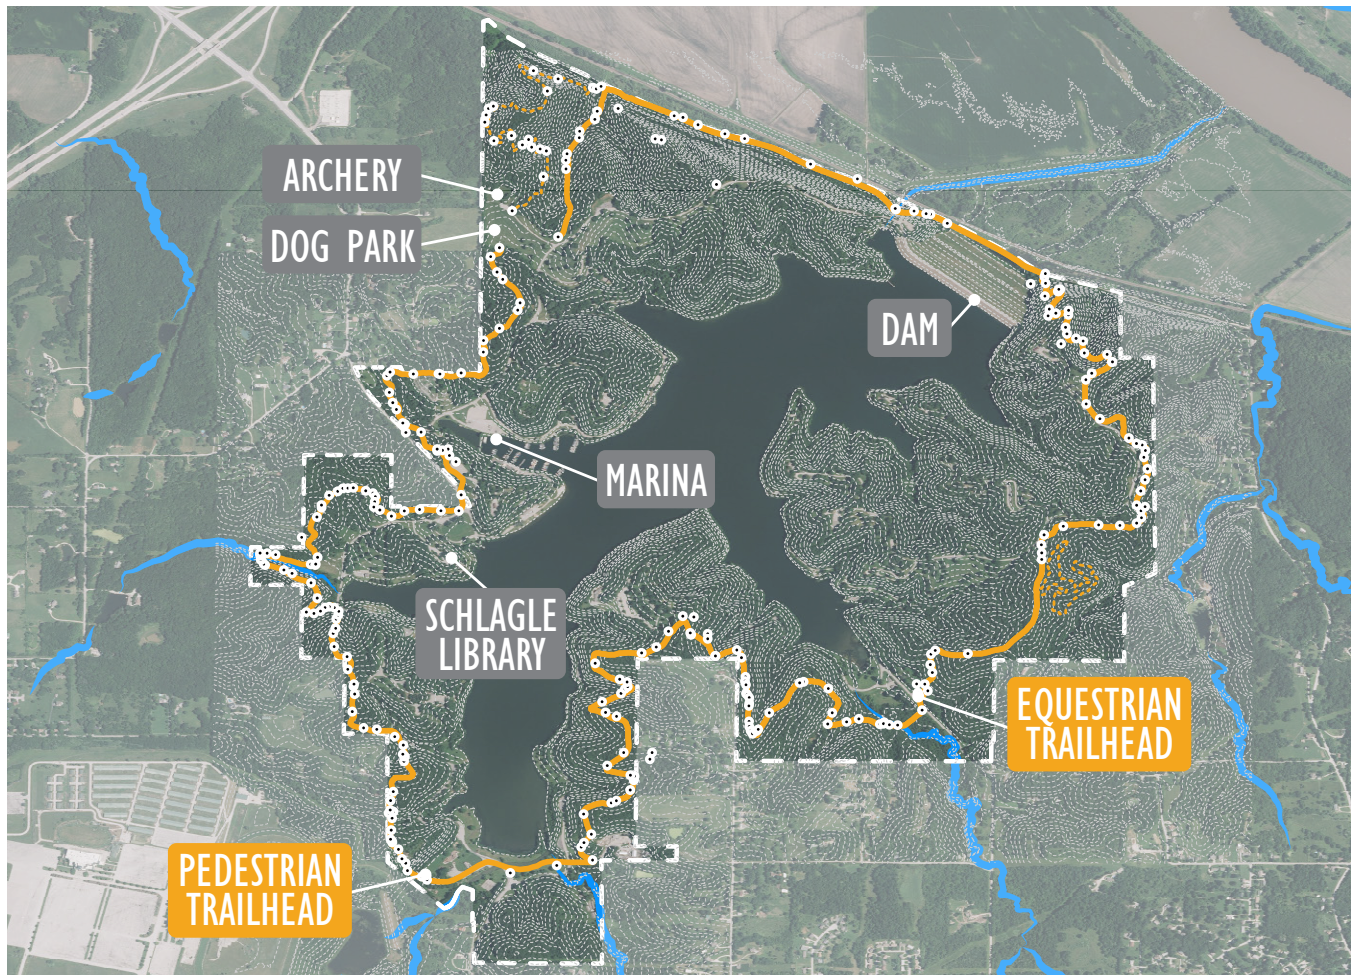 ARCHERY
DOG PARK
DAM
MARINA
SCHLAGLE
LIBRARY
EQUESTRIAN
TRAILHEAD
PEDESTRIAN
TRAILHEAD